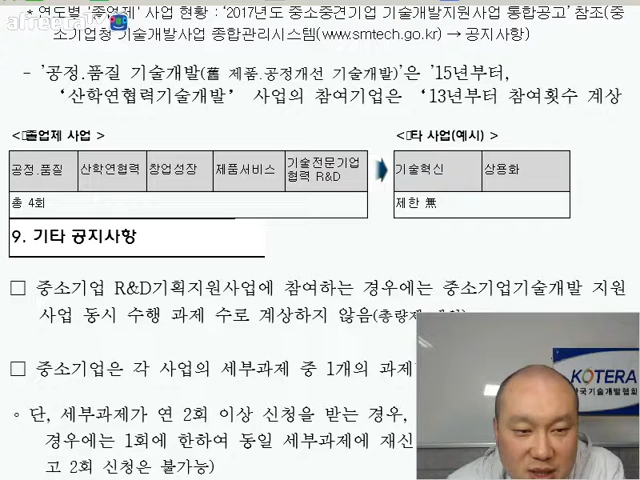 * 연도별 '졸업제' 사업 현황 : '2017년도 중소중견기업 기술개발지원사업 통합공고' 참조(중
소기업청 기술개발사업 종합관리시스템(www.smtech.go.kr) → 공지사항)
afreeca TV
- '공정.품질 기술개발(舊 제품.공정개선 기술개발)'은 '15년부터,
'산학연협력기술개발' 사업의 참여기업은 '13년부터 참여횟수 계상
<졸업제 사업 >
<타 사업(예시) >
공정.품질 산학연협력 창업성장 제품서비스 기술전문기업 협력 R&D
기술혁신 상용화
총 4회
제한 無
9. 기타 공지사항
□ 중소기업 R&D기획지원사업에 참여하는 경우에는 중소기업기술개발 지원
사업 동시 수행 과제 수로 계상하지 않음(총량제
□ 중소기업은 각 사업의 세부과제 중 1개의 과제
◦ 단, 세부과제가 연 2회 이상 신청을 받는 경우,
경우에는 1회에 한하여 동일 세부과제에 재신
고 2회 신청은 불가능)
KOTERA
한국기술개발협회